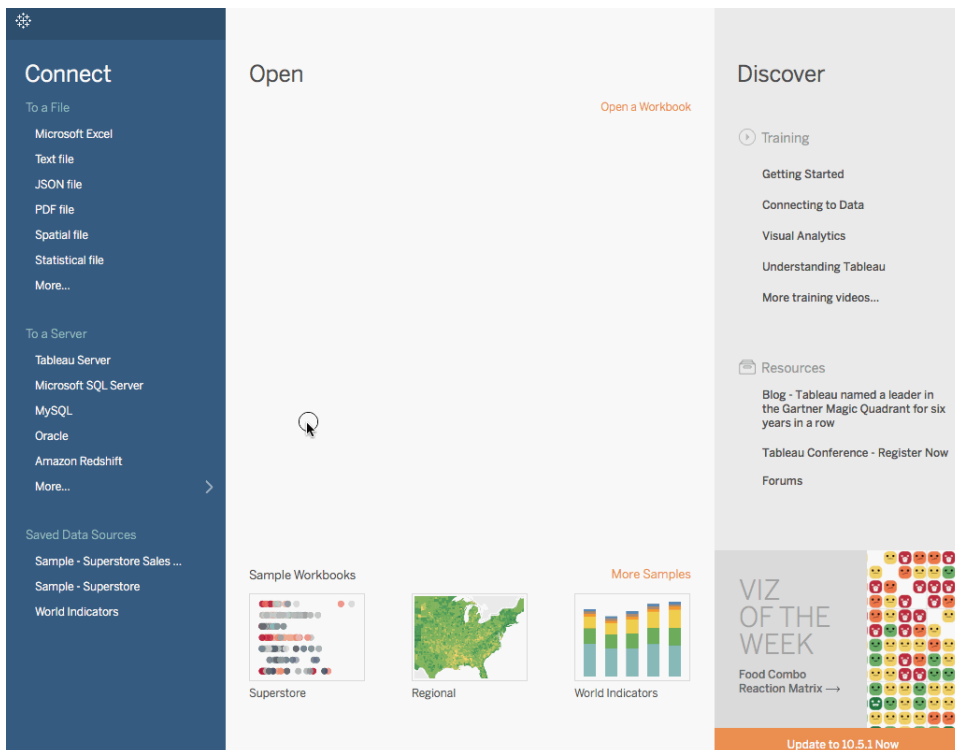 Connect
To a File
Microsoft Excel
Text file
JSON file
PDF file
Spatial file
Statistical file
More...
To a Server
Tableau Server
Microsoft SQL Server
MySQL
Oracle
Amazon Redshift
More...
Saved Data Sources
Sample - Superstore Sales ...
Sample - Superstore
World Indicators
Open
Open a Workbook
Sample Workbooks
More Samples
Superstore
Regional
World Indicators
Discover
Training
Getting Started
Connecting to Data
Visual Analytics
Understanding Tableau
More training videos...
Resources
Blog - Tableau named a leader in
the Gartner Magic Quadrant for six
years in a row
Tableau Conference - Register Now
Forums
VIZ
OF THE
WEEK
Food Combo
Reaction Matrix →
Update to 10.5.1 Now